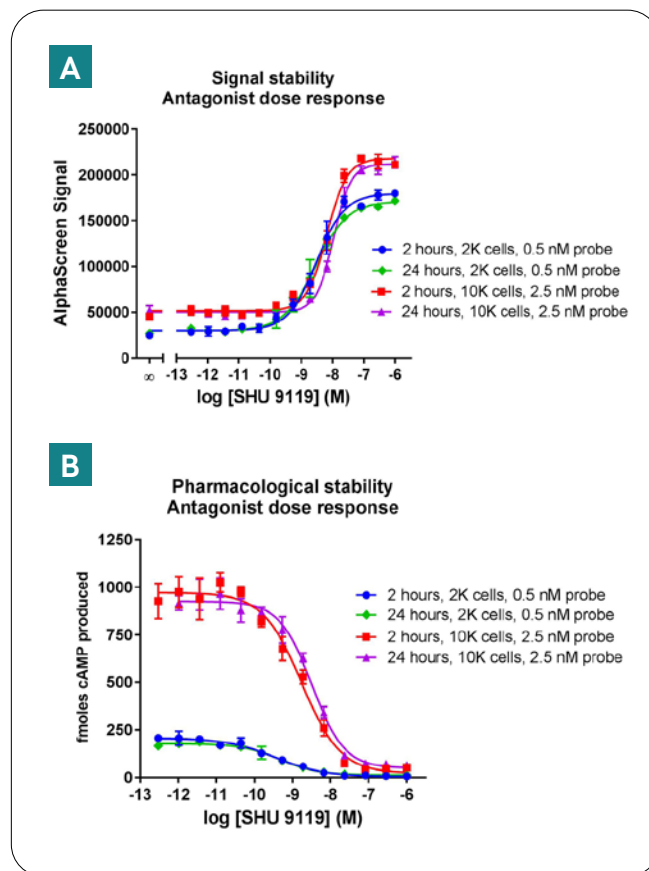 A
Signal stability
Antagonist dose response
AlphaScreen Signal
250000
200000
150000
100000
50000
0
∞ -13 -12 -11 -10 -9 -8 -7 -6
log [SHU 9119] (M)
2 hours, 2K cells, 0.5 nM probe
24 hours, 2K cells, 0.5 nM probe
2 hours, 10K cells, 2.5 nM probe
24 hours, 10K cells, 2.5 nM probe
B
Pharmacological stability
Antagonist dose response
fmoles cAMP produced
1250
1000
750
500
250
0
-13 -12 -11 -10 -9 -8 -7 -6 -5
log [SHU 9119] (M)
2 hours, 2K cells, 0.5 nM probe
24 hours, 2K cells, 0.5 nM probe
2 hours, 10K cells, 2.5 nM probe
24 hours, 10K cells, 2.5 nM probe